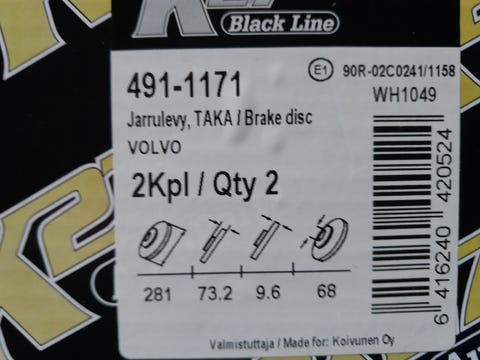 Black Line
E1 90R-02C0241/1158
491-1171
WH1049
Jarrulevy, TAKA / Brake disc
VOLVO
2Kpl / Qty 2
281 73.2 9.6 68
6 416240 420524
Valmistuttaja / Made for: Koivunen Oy